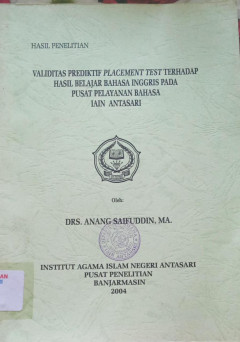 HASIL PENELITIAN
VALIDITAS PREDIKTIF PLACEMENT TEST TERHADAP
HASIL BELAJAR BAHASA INGGRIS PADA
PUSAT PELAYANAN BAHASA
IAIN ANTASARI
Oleh:
DRS. ANANG SAIFUDDIN, MA.
INSTITUT AGAMA ISLAM NEGERI ANTASARI
PUSAT PENELITIAN
BANJARMASIN
2004